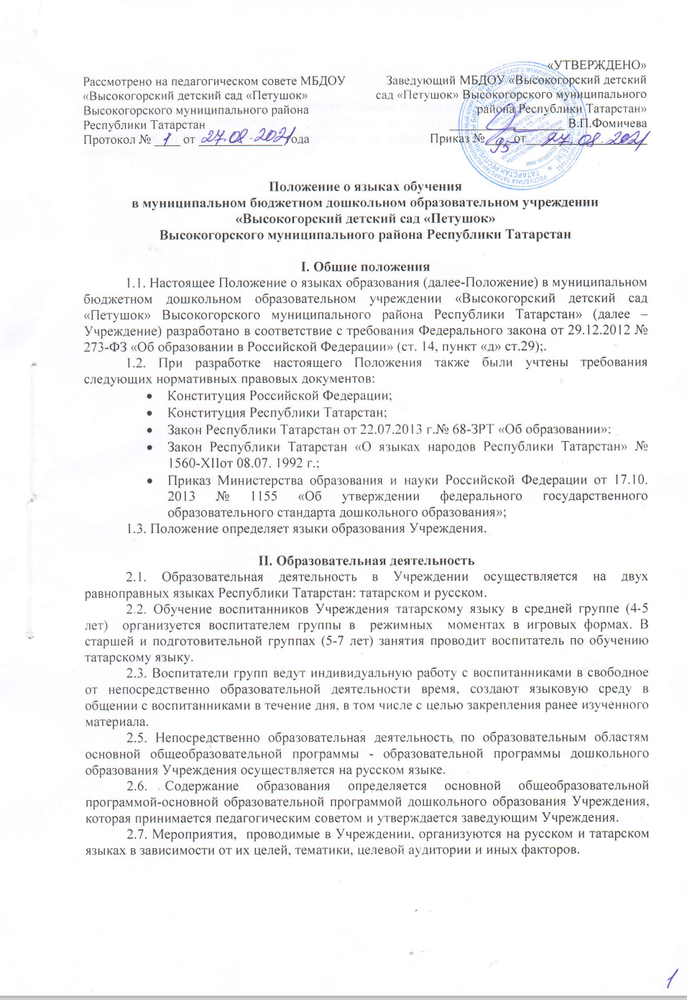 Рассмотрено на педагогическом совете МБДОУ
«Высокогорский детский сад «Петушок»
Высокогорского муниципального района
Республики Татарстан
Протокол № 1 от 27.08.2021года
«УТВЕРЖДЕНО»
Заведующий МБДОУ «Высокогорский детский
сад «Петушок» Высокогорского муниципального
района Республики Татарстан»
В.П.Фомичева
Приказ № 95 от 27.08.2021
Положение о языках обучения
в муниципальном бюджетном дошкольном образовательном учреждении
«Высокогорский детский сад «Петушок»
Высокогорского муниципального района Республики Татарстан
I. Общие положения
1.1. Настоящее Положение о языках образования (далее-Положение) в муниципальном
бюджетном дошкольном образовательном учреждении «Высокогорский детский сад
«Петушок» Высокогорского муниципального района Республики Татарстан» (далее –
Учреждение) разработано в соответствие с требования Федерального закона от 29.12.2012 №
273-ФЗ «Об образовании в Российской Федерации» (ст. 14, пункт «д» ст.29);.
1.2. При разработке настоящего Положения также были учтены требования
следующих нормативных правовых документов:
• Конституция Российской Федерации;
• Конституция Республики Татарстан;
• Закон Республики Татарстан от 22.07.2013 г.№ 68-ЗРТ «Об образовании»;
• Закон Республики Татарстан «О языках народов Республики Татарстан» №
1560-XIIот 08.07. 1992 г.;
• Приказ Министерства образования и науки Российской Федерации от 17.10.
2013 № 1155 «Об утверждении федерального государственного
образовательного стандарта дошкольного образования»;
1.3. Положение определяет языки образования Учреждения.
II. Образовательная деятельность
2.1. Образовательная деятельность в Учреждении осуществляется на двух
равноправных языках Республики Татарстан: татарском и русском.
2.2. Обучение воспитанников Учреждения татарскому языку в средней группе (4-5
лет) организуется воспитателем группы в режимных моментах в игровых формах. В
старшей и подготовительной группах (5-7 лет) занятия проводит воспитатель по обучению
татарскому языку.
2.3. Воспитатели групп ведут индивидуальную работу с воспитанниками в свободное
от непосредственно образовательной деятельности время, создают языковую среду в
общении с воспитанниками в течение дня, в том числе с целью закрепления ранее изученного
материала.
2.5. Непосредственно образовательная деятельность по образовательным областям
основной общеобразовательной программы - образовательной программы дошкольного
образования Учреждения осуществляется на русском языке.
2.6. Содержание образования определяется основной общеобразовательной
программой-основной образовательной программой дошкольного образования Учреждения,
которая принимается педагогическим советом и утверждается заведующим Учреждения.
2.7. Мероприятия, проводимые в Учреждении, организуются на русском и татарском
языках в зависимости от их целей, тематики, целевой аудитории и иных факторов.
1